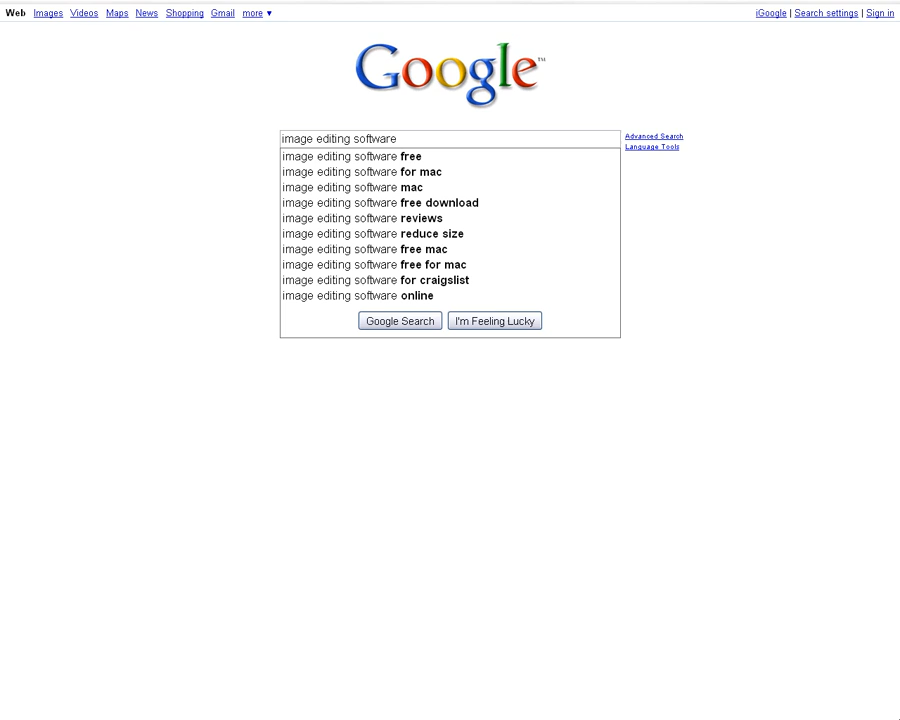 Web Images Videos Maps News Shopping Gmail more ▼ iGoogle | Search settings | Sign in
Google™
image editing software
Advanced Search
Language Tools
image editing software free
image editing software for mac
image editing software mac
image editing software free download
image editing software reviews
image editing software reduce size
image editing software free mac
image editing software free for mac
image editing software for craigslist
image editing software online
Google Search I'm Feeling Lucky